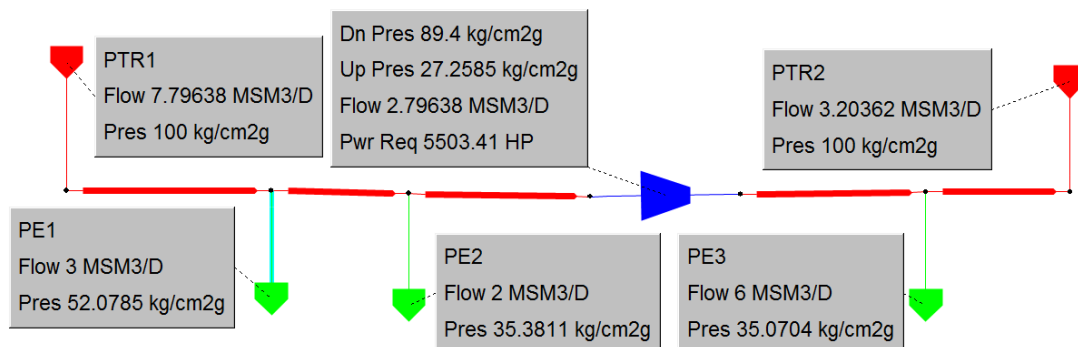 PTR1
Flow 7.79638 MSM3/D
Pres 100 kg/cm2g
Dn Pres 89.4 kg/cm2g
Up Pres 27.2585 kg/cm2g
Flow 2.79638 MSM3/D
Pwr Req 5503.41 HP
PTR2
Flow 3.20362 MSM3/D
Pres 100 kg/cm2g
PE1
Flow 3 MSM3/D
Pres 52.0785 kg/cm2g
PE2
Flow 2 MSM3/D
Pres 35.3811 kg/cm2g
PE3
Flow 6 MSM3/D
Pres 35.0704 kg/cm2g